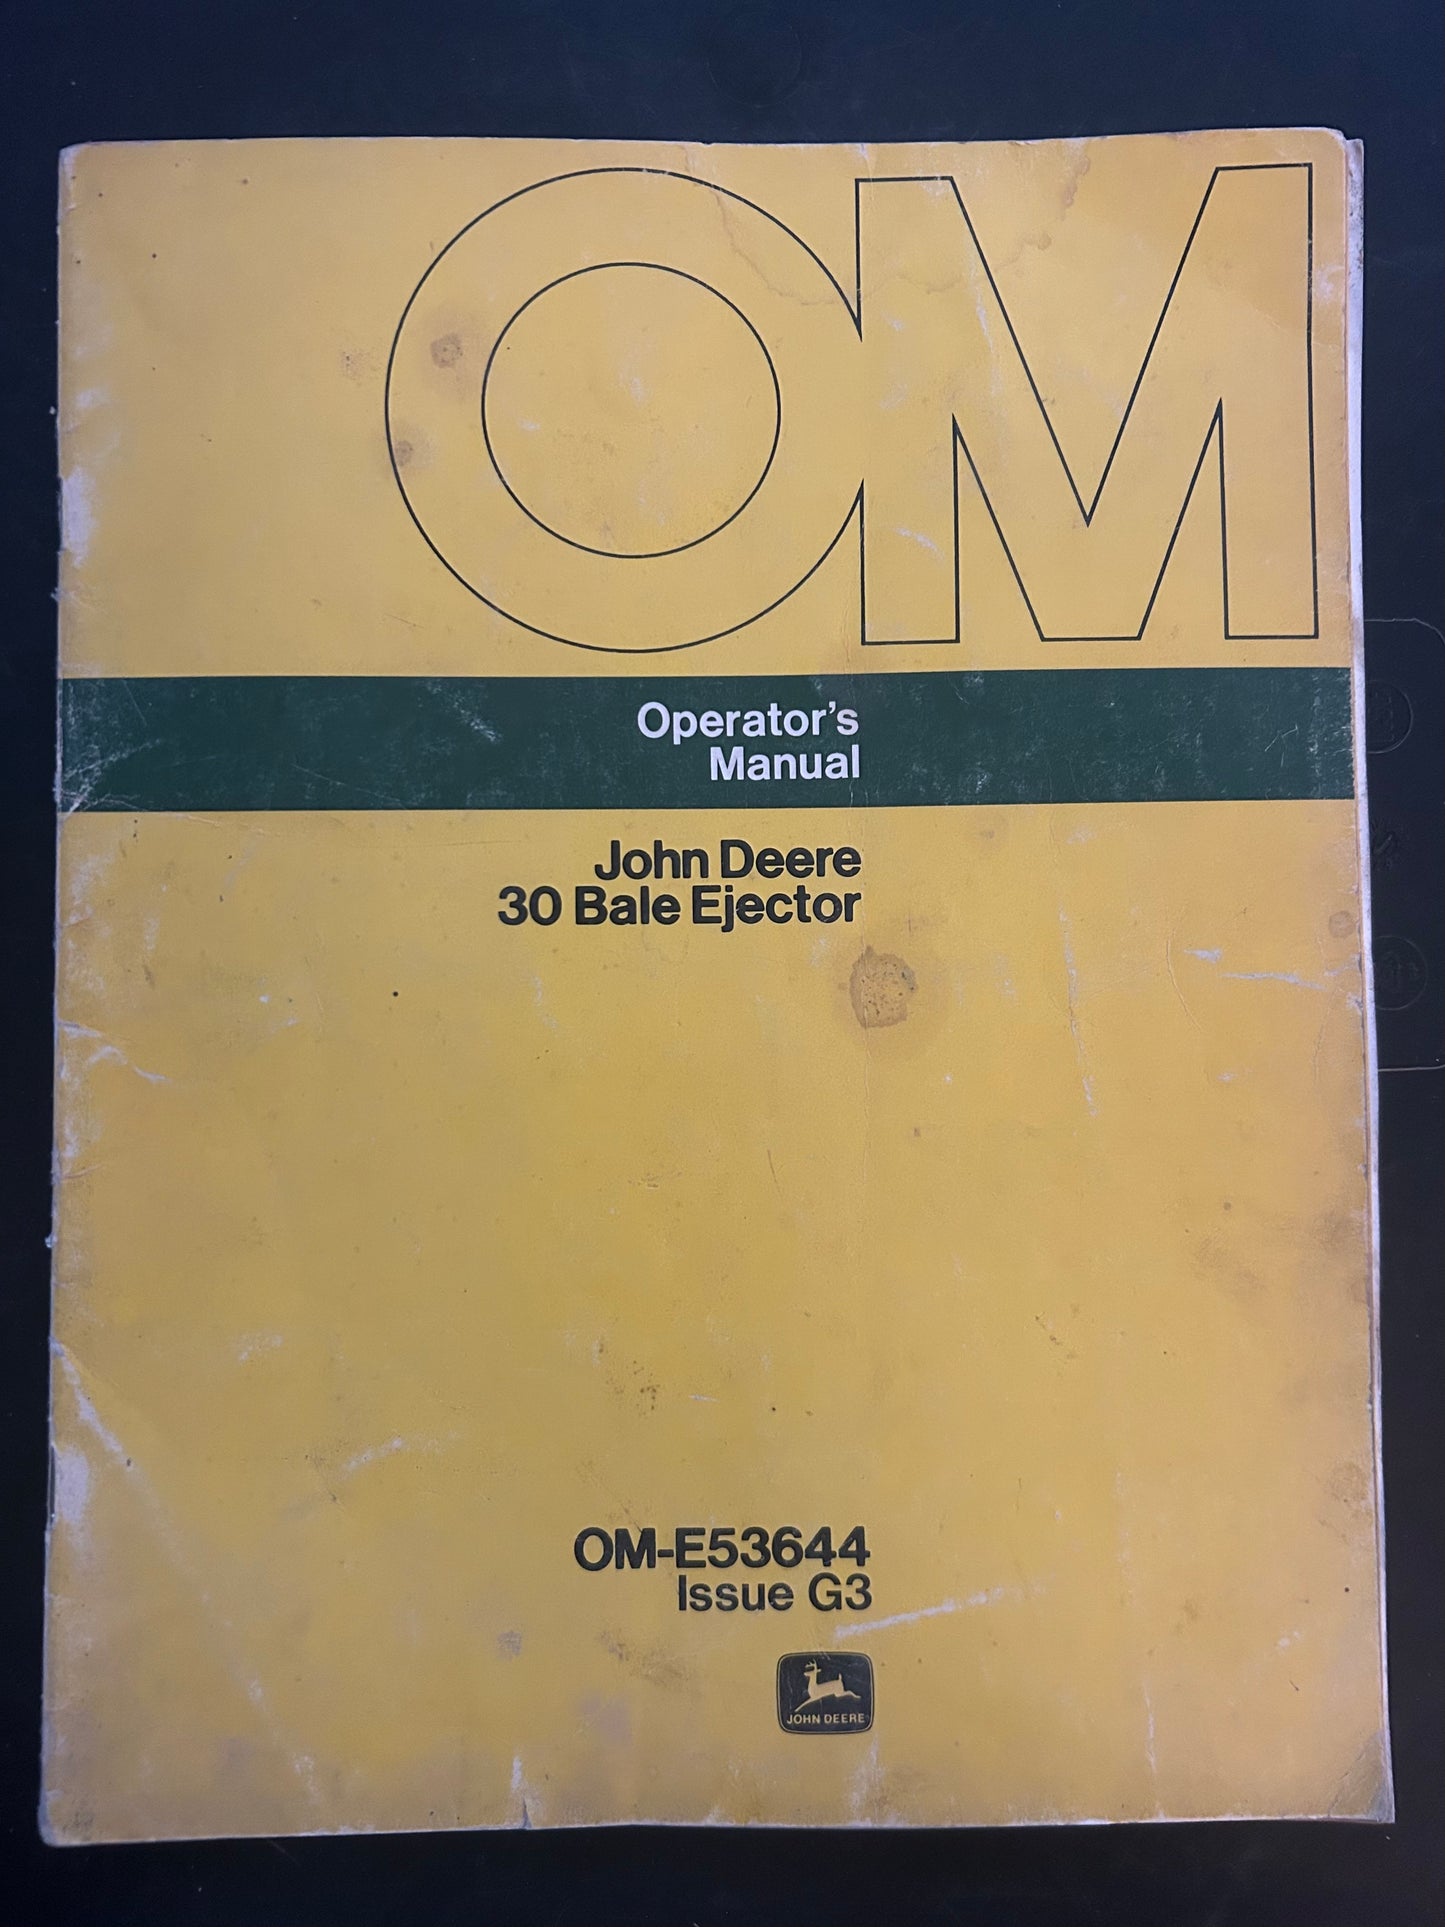 OM
Operator's
Manual
John Deere
30 Bale Ejector
OM-E53644
Issue G3
JOHN DEERE